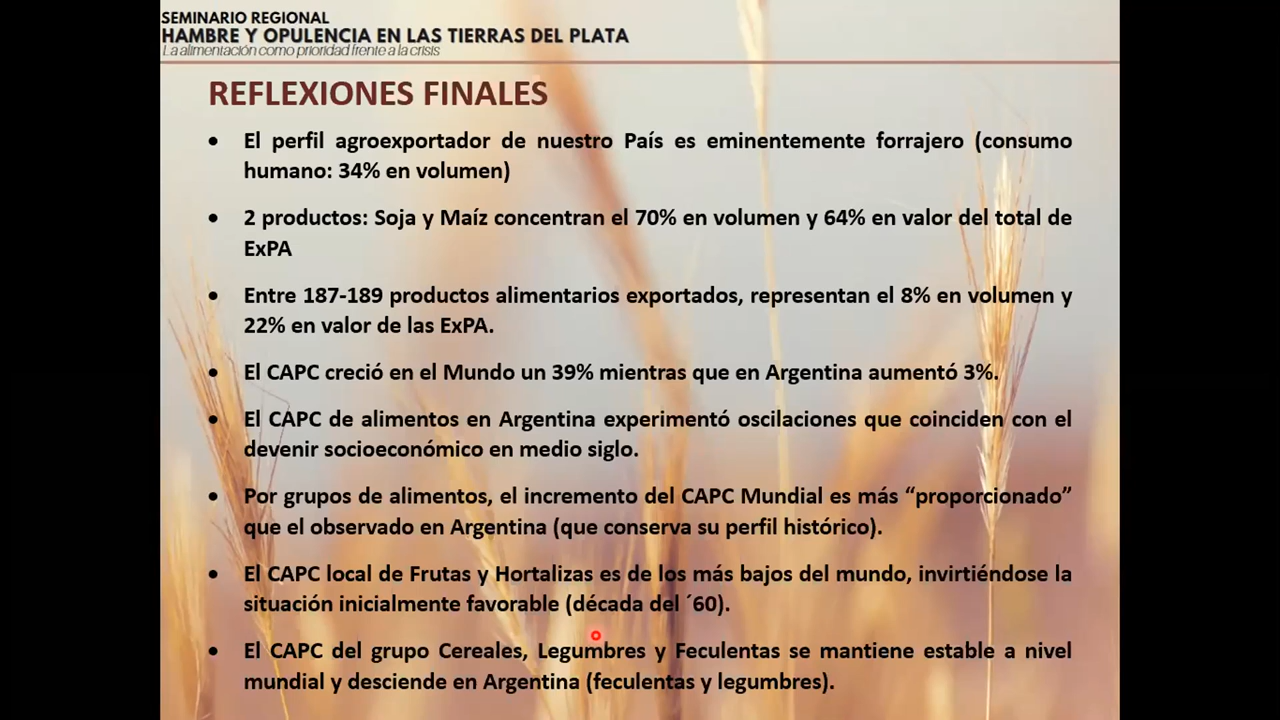 SEMINARIO REGIONAL
HAMBRE Y OPULENCIA EN LAS TIERRAS DEL PLATA
La alimentación como prioridad frente a la crisis
REFLEXIONES FINALES
• El perfil agroexportador de nuestro País es eminentemente forrajero (consumo
humano: 34% en volumen)
• 2 productos: Soja y Maíz concentran el 70% en volumen y 64% en valor del total de
ExPA
• Entre 187-189 productos alimentarios exportados, representan el 8% en volumen y
22% en valor de las ExPA.
• El CAPC creció en el Mundo un 39% mientras que en Argentina aumentó 3%.
• El CAPC de alimentos en Argentina experimentó oscilaciones que coinciden con el
devenir socioeconómico en medio siglo.
• Por grupos de alimentos, el incremento del CAPC Mundial es más “proporcionado”
que el observado en Argentina (que conserva su perfil histórico).
• El CAPC local de Frutas y Hortalizas es de los más bajos del mundo, invirtiéndose la
situación inicialmente favorable (década del ´60).
• El CAPC del grupo Cereales, Legumbres y Feculentas se mantiene estable a nivel
mundial y desciende en Argentina (feculentas y legumbres).